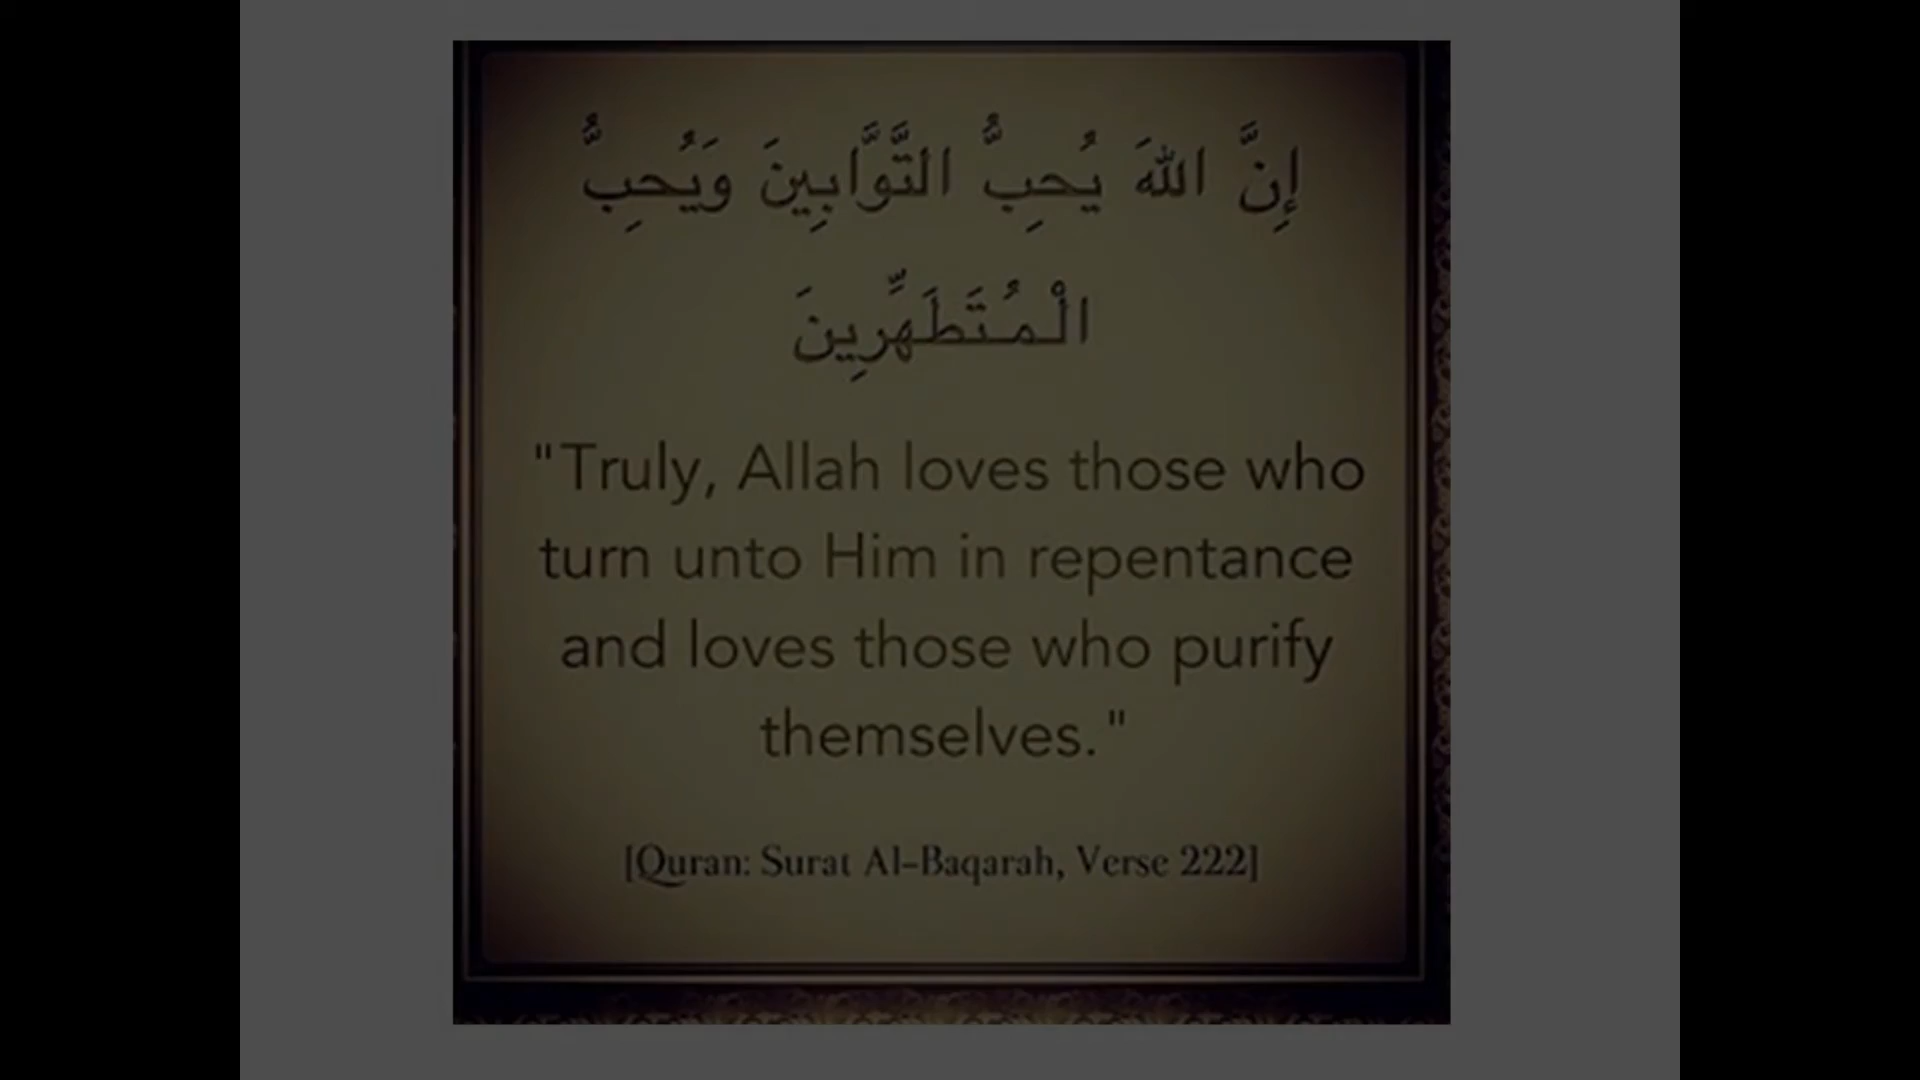 إِنَّ اللهَ يُحِبُّ التَّوَّابِينَ وَيُحِبُّ
الْمُتَطَهِّرِينَ
"Truly, Allah loves those who
turn unto Him in repentance
and loves those who purify
themselves."
[Quran: Surat Al-Baqarah, Verse 222]